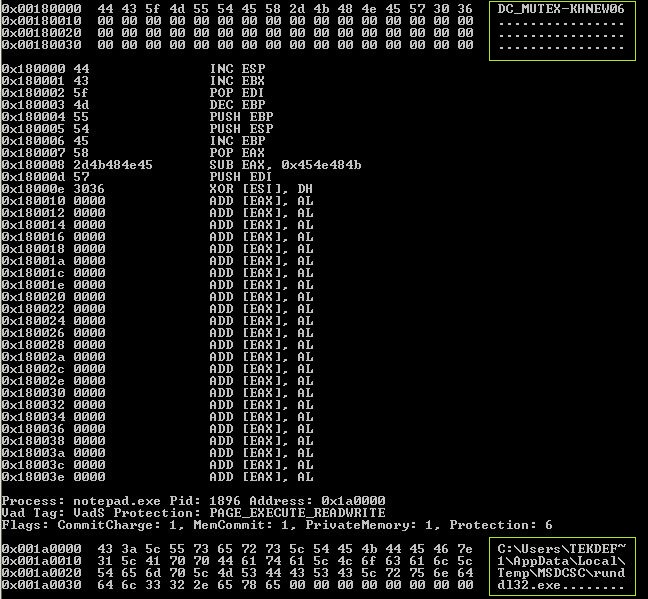 0x00180000  44 43 5f 4d 55 54 45 58 2d 4b 48 4e 45 57 30 36   DC_MUTEX-KHNEW06
0x00180010  00 00 00 00 00 00 00 00 00 00 00 00 00 00 00 00   ................
0x00180020  00 00 00 00 00 00 00 00 00 00 00 00 00 00 00 00   ................
0x00180030  00 00 00 00 00 00 00 00 00 00 00 00 00 00 00 00   ................
0x180000 44               INC ESP
0x180001 43               INC EBX
0x180002 5f               POP EDI
0x180003 4d               DEC EBP
0x180004 55               PUSH EBP
0x180005 54               PUSH ESP
0x180006 45               INC EBP
0x180007 58               POP EAX
0x180008 2d4b484e45       SUB EAX, 0x454e484b
0x18000d 57               PUSH EDI
0x18000e 3036             XOR [ESI], DH
0x180010 0000             ADD [EAX], AL
0x180012 0000             ADD [EAX], AL
0x180014 0000             ADD [EAX], AL
0x180016 0000             ADD [EAX], AL
0x180018 0000             ADD [EAX], AL
0x18001a 0000             ADD [EAX], AL
0x18001c 0000             ADD [EAX], AL
0x18001e 0000             ADD [EAX], AL
0x180020 0000             ADD [EAX], AL
0x180022 0000             ADD [EAX], AL
0x180024 0000             ADD [EAX], AL
0x180026 0000             ADD [EAX], AL
0x180028 0000             ADD [EAX], AL
0x18002a 0000             ADD [EAX], AL
0x18002c 0000             ADD [EAX], AL
0x18002e 0000             ADD [EAX], AL
0x180030 0000             ADD [EAX], AL
0x180032 0000             ADD [EAX], AL
0x180034 0000             ADD [EAX], AL
0x180036 0000             ADD [EAX], AL
0x180038 0000             ADD [EAX], AL
0x18003a 0000             ADD [EAX], AL
0x18003c 0000             ADD [EAX], AL
0x18003e 0000             ADD [EAX], AL
Process: notepad.exe Pid: 1896 Address: 0x1a0000
Vad Tag: VadS Protection: PAGE_EXECUTE_READWRITE
Flags: CommitCharge: 1, MemCommit: 1, PrivateMemory: 1, Protection: 6
0x001a0000  43 3a 5c 55 73 65 72 73 5c 54 45 4b 44 45 46 7e   C:\Users\TEKDEF~
0x001a0010  31 5c 41 70 70 44 61 74 61 5c 4c 6f 63 61 6c 5c   1\AppData\Local\
0x001a0020  54 65 6d 70 5c 4d 53 44 43 53 43 5c 72 75 6e 64   Temp\MSDCSC\rund
0x001a0030  64 6c 33 32 2e 65 78 65 00 00 00 00 00 00 00 00   dl32.exe........